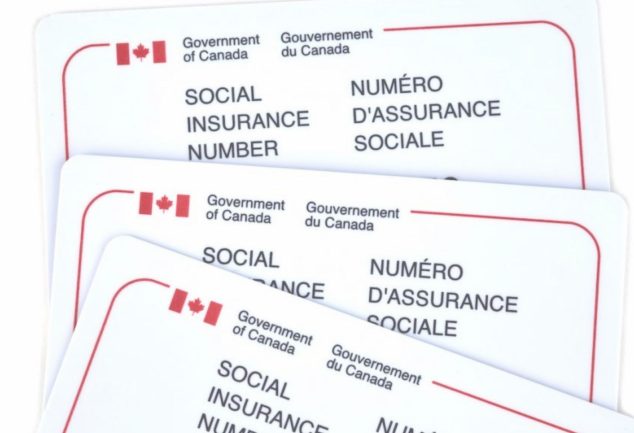 Government
of Canada
Gouvernement
du Canada
SOCIAL
INSURANCE
NUMBER
NUMÉRO
D'ASSURANCE
SOCIALE
Government
of Canada
Gouvernement
du Canada
SOCIAL
RANCE
NUMÉRO
D'ASSURANCE
SOCIALE
Government
of Canada
Gouvernement
du Canada
SOCIAL
INSURANCE